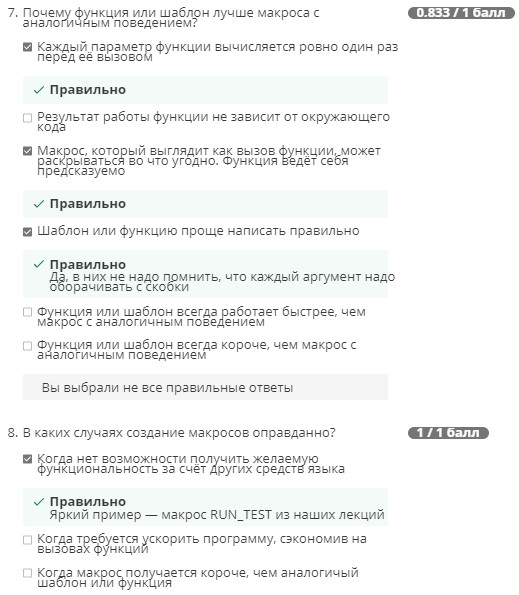 7. Почему функция или шаблон лучше макроса с
аналогичным поведением?
0.833 / 1 балл
Каждый параметр функции вычисляется ровно один раз
перед её вызовом
Правильно
Результат работы функции не зависит от окружающего
кода
Макрос, который выглядит как вызов функции, может
раскрываться во что угодно. Функция ведёт себя
предсказуемо
Правильно
Шаблон или функцию проще написать правильно
Правильно
Да, в них не надо помнить, что каждый аргумент надо
оборачивать с скобки
Функция или шаблон всегда работает быстрее, чем
макрос с аналогичным поведением
Функция или шаблон всегда короче, чем макрос с
аналогичным поведением
Вы выбрали не все правильные ответы
8. В каких случаях создание макросов оправданно?
1 / 1 балл
Когда нет возможности получить желаемую
функциональность за счёт других средств языка
Правильно
Яркий пример — макрос RUN_TEST из наших лекций
Когда требуется ускорить программу, сэкономив на
вызовах функций
Когда макрос получается короче, чем аналогичый
шаблон или функция